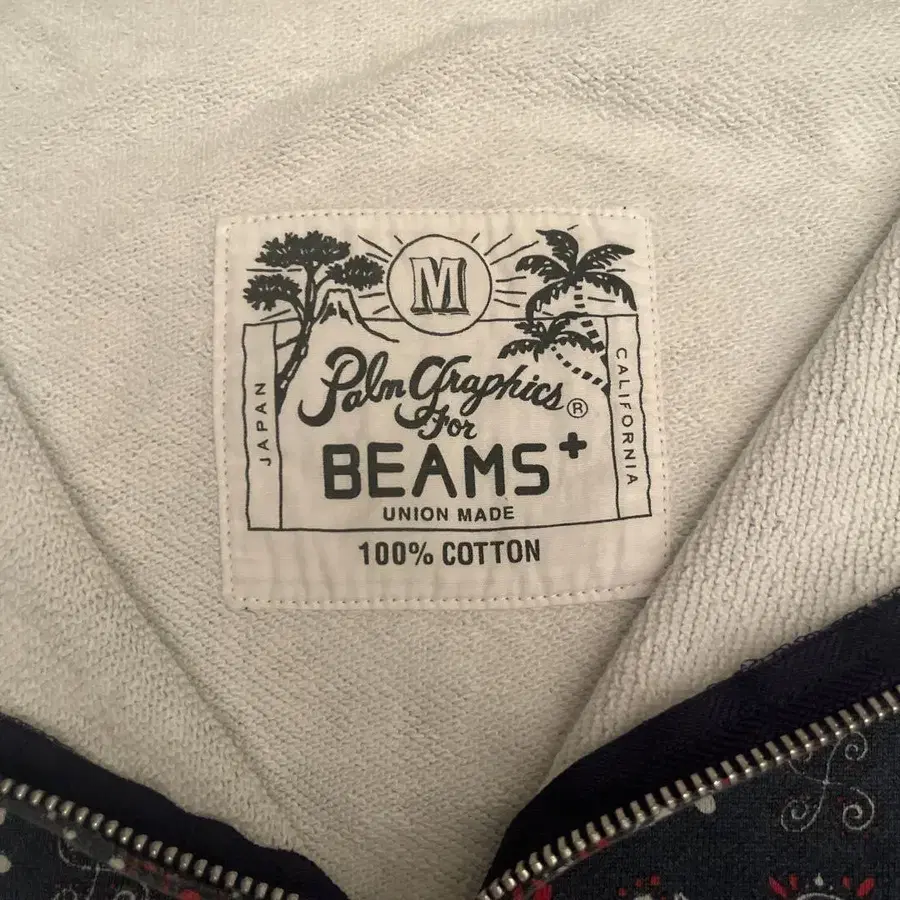 M
JAPAN
Palm Graphics®
For
BEAMS+
UNION MADE
CALIFORNIA
100% COTTON